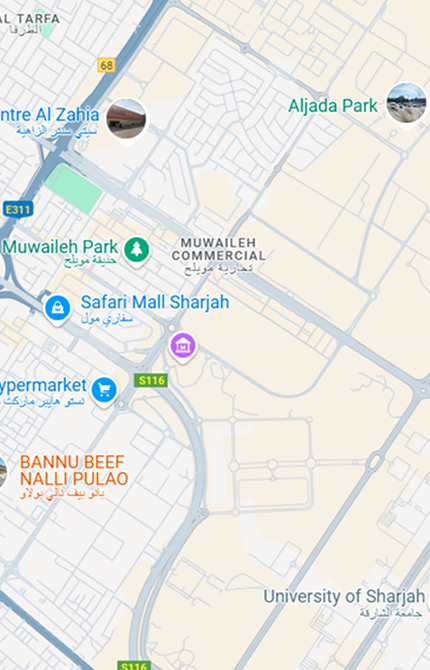 AL TARFA
الطرفا
68
ntre Al Zahia
سيتي سنتر الزاهية
Aljada Park
E311
Muwaileh Park
حديقة مويلح
MUWAILEH
COMMERCIAL
تجارية مويلح
Safari Mall Sharjah
سفاري مول
S116
ypermarket
نستو هايبر ماركت
BANNU BEEF
NALLI PULAO
بانو بيف نالي بولاو
University of Sharjah
جامعة الشارقة
S116